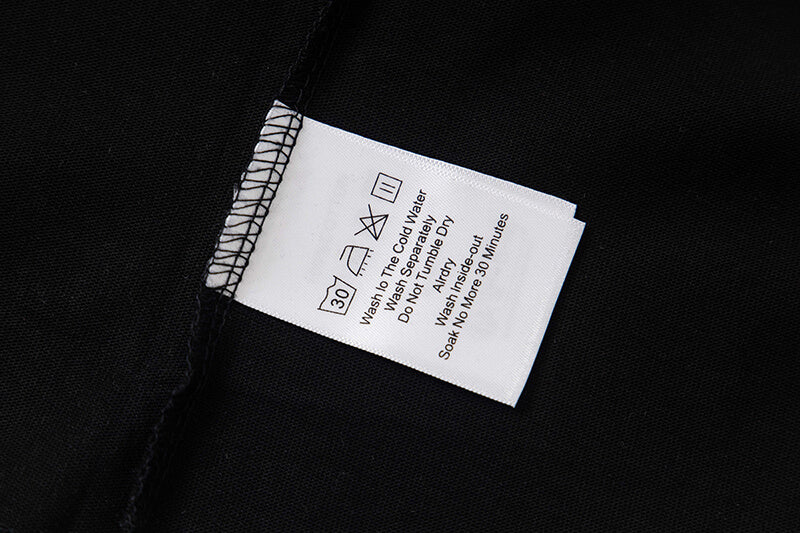 30
Wash Io The Cold Water
Wash Separately
Do Not Tumble Dry
Airdry
Wash Inside-out
Soak No More 30 Minutes